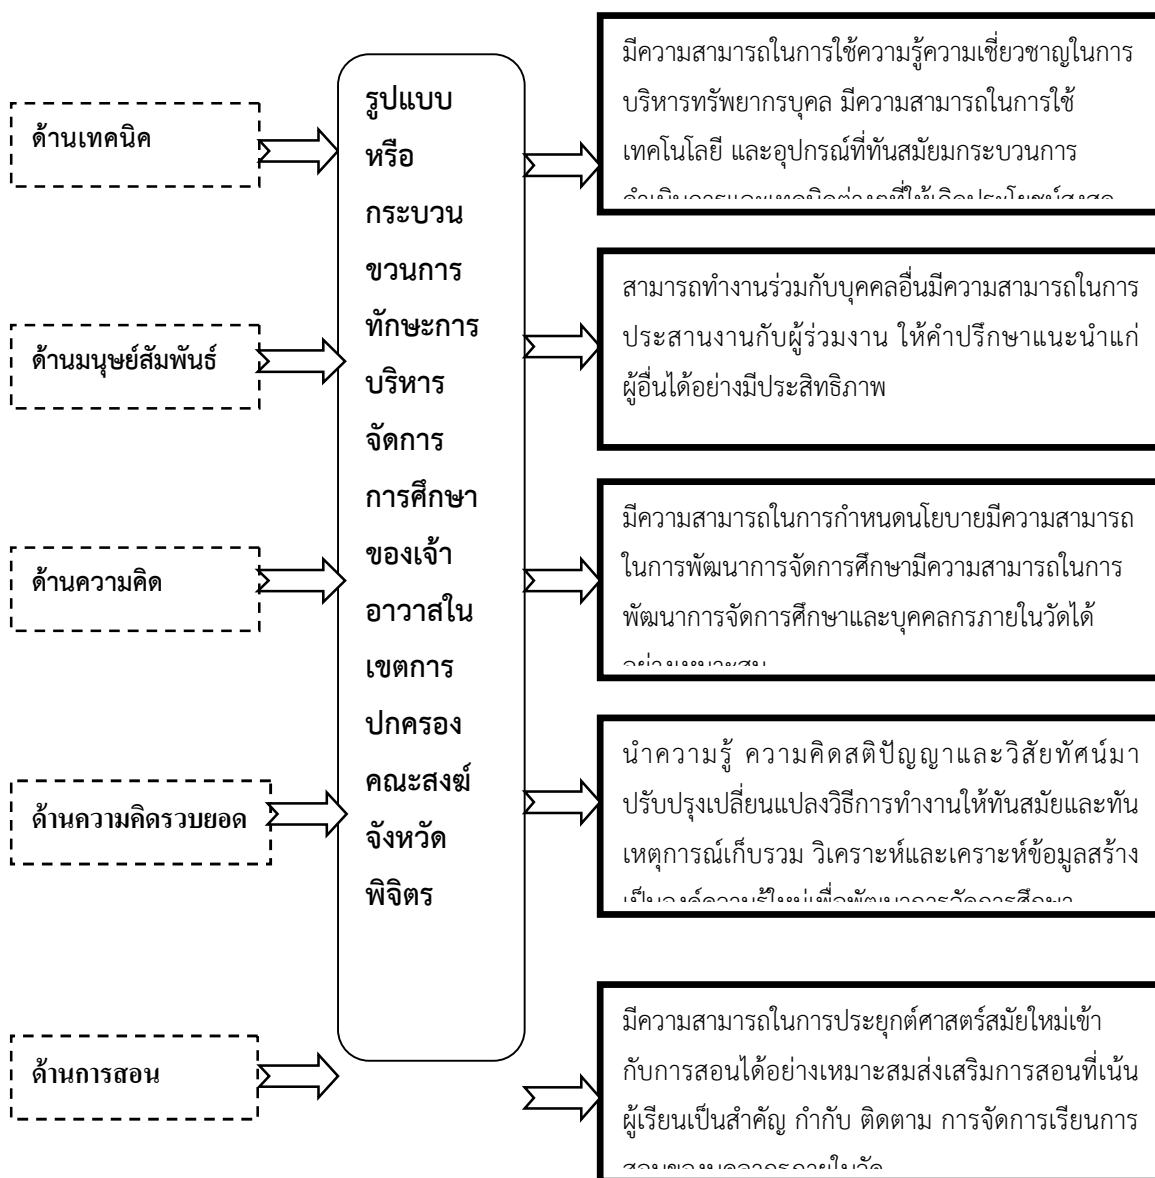 ด้านเทคนิค
ด้านมนุษย์สัมพันธ์
ด้านความคิด
ด้านความคิดรวบยอด
ด้านการสอน
รูปแบบ
หรือ
กระบวน
ขวนการ
ทักษะการ
บริหาร
จัดการ
การศึกษา
ของเจ้า
อาวาสใน
เขตการ
ปกครอง
คณะสงฆ์
จังหวัด
พิจิตร
มีความสามารถในการใช้ความรู้ความเชี่ยวชาญในการ
บริหารทรัพยากรบุคล มีความสามารถในการใช้
เทคโนโลยี และอุปกรณ์ที่ทันสมัยมกระบวนการ
สามารถทำงานร่วมกับบุคคลอื่นมีความสามารถในการ
ประสานงานกับผู้ร่วมงาน ให้คำปรึกษาแนะนำแก่
ผู้อื่นได้อย่างมีประสิทธิภาพ
มีความสามารถในการกำหนดนโยบายมีความสามารถ
ในการพัฒนาการจัดการศึกษามีความสามารถในการ
พัฒนาการจัดการศึกษาและบุคคลกรภายในวัดได้
นำความรู้ ความคิดสติปัญญาและวิสัยทัศน์มา
ปรับปรุงเปลี่ยนแปลงวิธีการทำงานให้ทันสมัยและทัน
เหตุการณ์เก็บรวม วิเคราะห์และเคราะห์ข้อมูลสร้าง
เป็นองค์ความรู้ใหม่เพื่อพัฒนาการจัดการศึกษา
มีความสามารถในการประยุกต์ศาสตร์สมัยใหม่เข้า
กับการสอนได้อย่างเหมาะสมส่งเสริมการสอนที่เน้น
ผู้เรียนเป็นสำคัญ กำกับ ติดตาม การจัดการเรียนการ